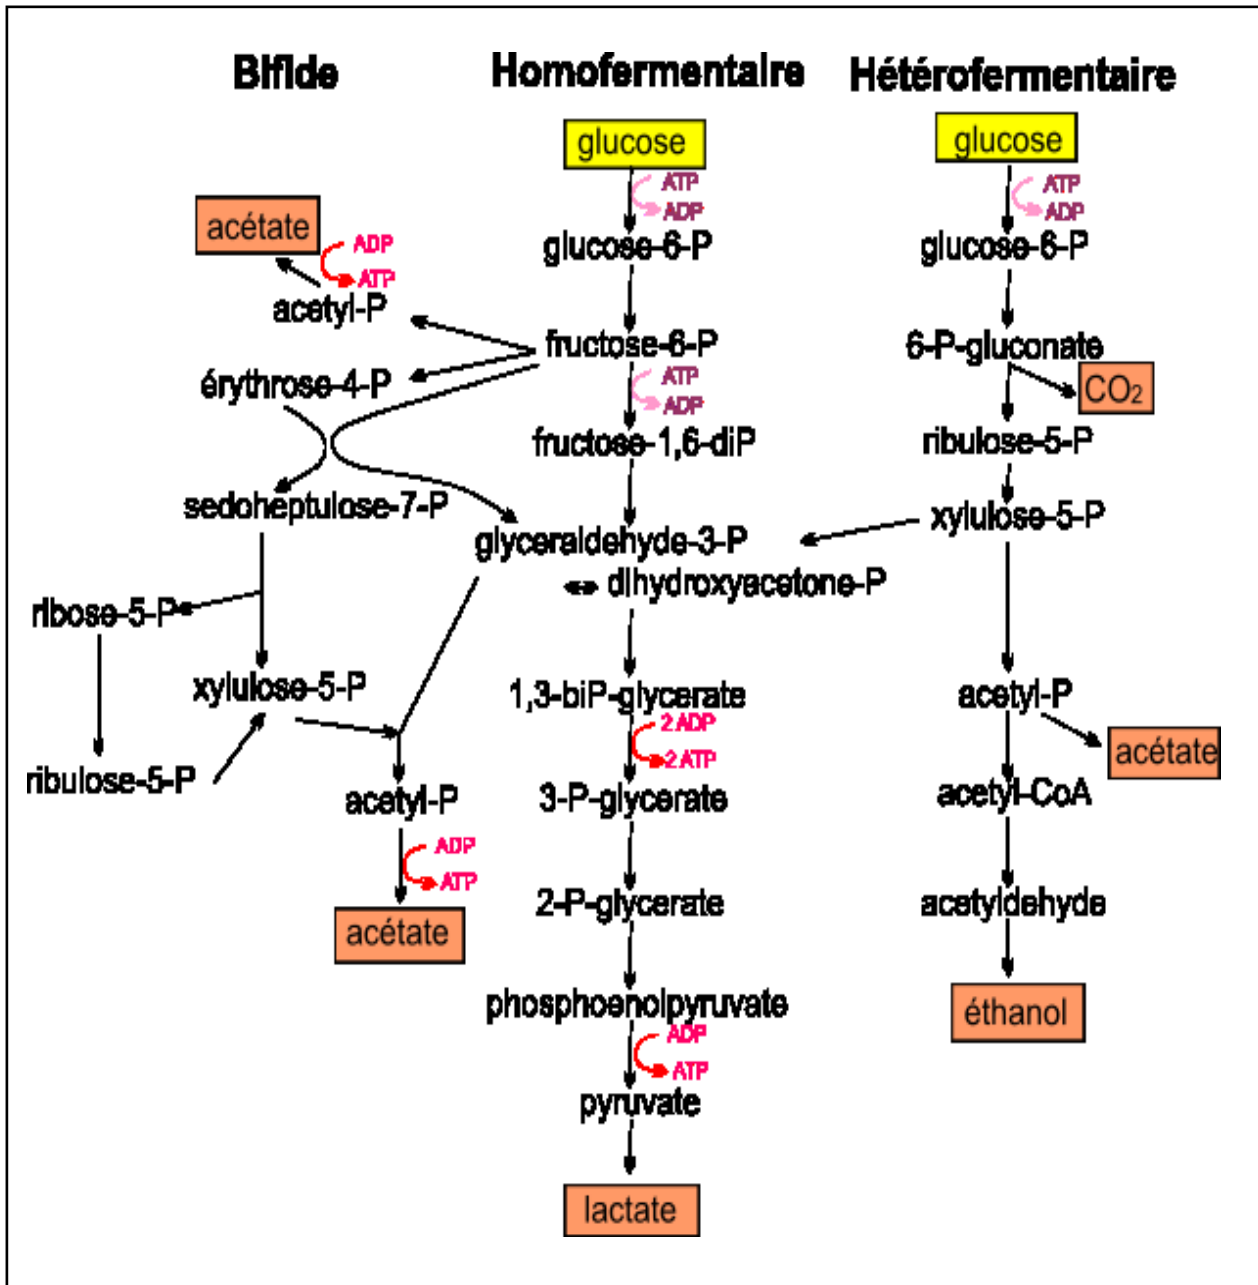 Bifide
Homofermentaire
Hétérofermentaire
glucose
glucose
ATP
ADP
ATP
ADP
acétate
ADP
ATP
glucose-6-P
glucose-6-P
acetyl-P
fructose-6-P
6-P-gluconate
érythrose-4-P
ATP
ADP
CO₂
fructose-1,6-diP
ribulose-5-P
sedoheptulose-7-P
xylulose-5-P
glyceraldehyde-3-P
dihydroxyacetone-P
ribose-5-P
xylulose-5-P
1,3-biP-glycerate
acetyl-P
2 ADP
2 ATP
acétate
ribulose-5-P
acetyl-P
3-P-glycerate
acetyl-CoA
ADP
ATP
acétate
2-P-glycerate
acetyldehyde
phosphoenolpyruvate
éthanol
ADP
ATP
pyruvate
lactate